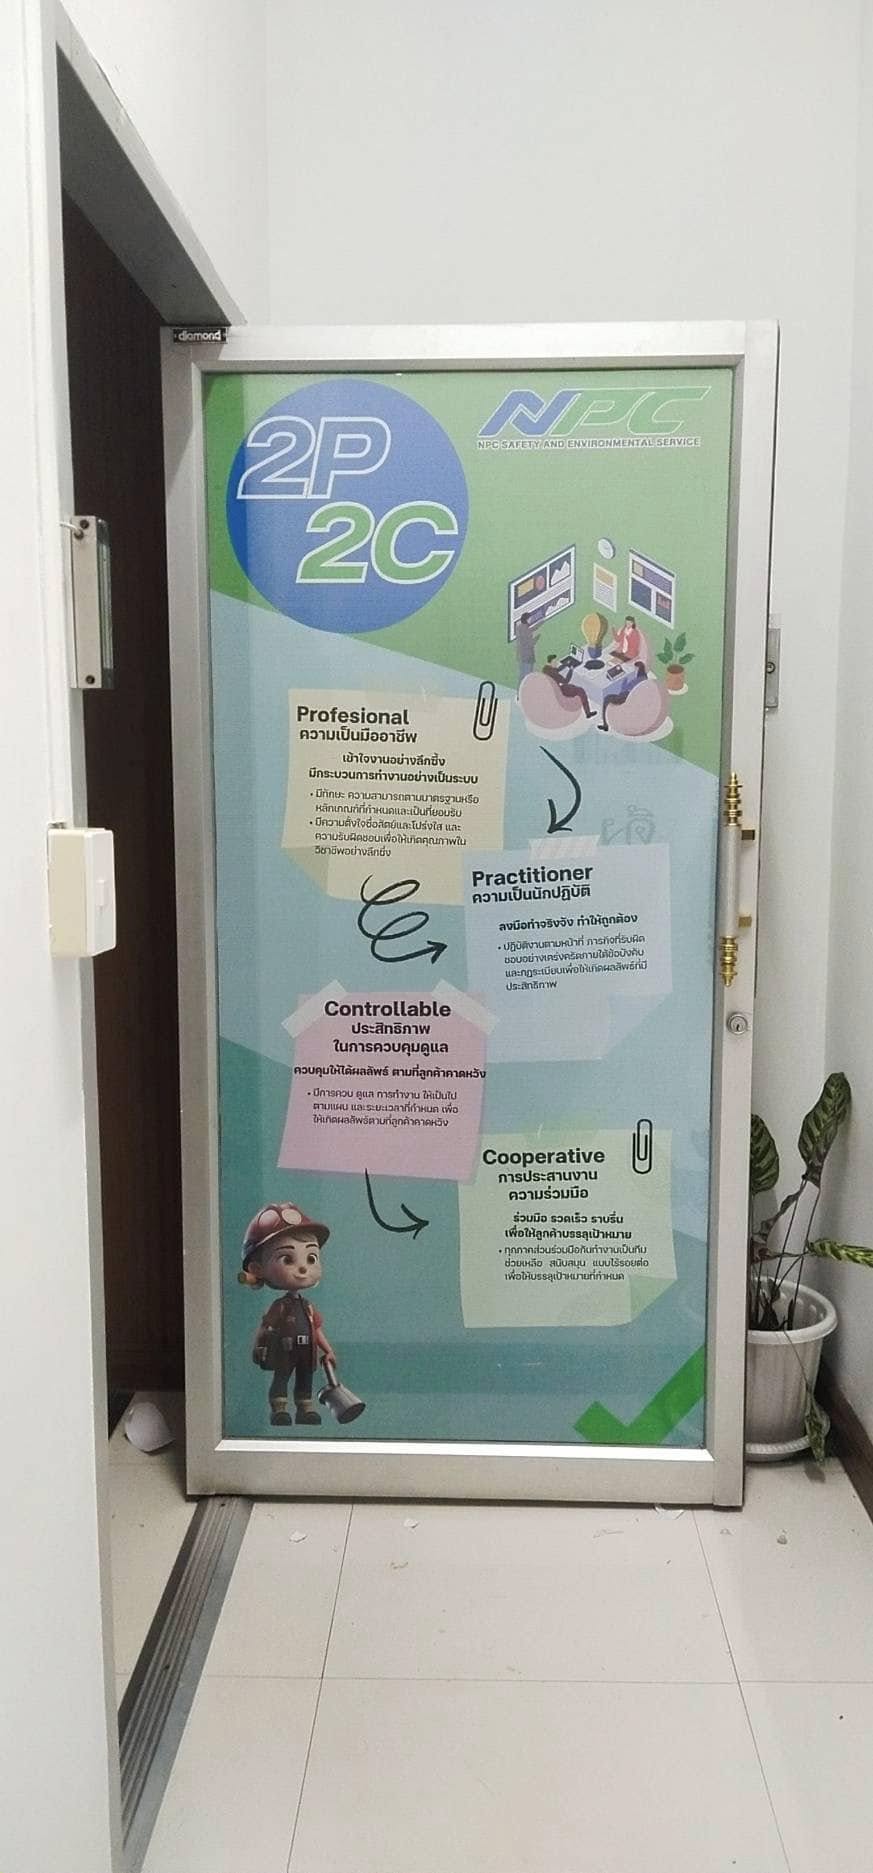 diamond
2P
2C
NPC
NPC SAFETY AND ENVIRONMENTAL SERVICE
Profesional
ความเป็นมืออาชีพ
เข้าใจงานอย่างลึกซึ้ง
มีกระบวนการทำงานอย่างเป็นระบบ
• มีทักษะ ความสามารถตามมาตรฐานหรือ
หลักเกณฑ์ที่กำหนดและเป็นที่ยอมรับ
• มีความตั้งใจซื่อสัตย์และโปร่งใส และ
ความรับผิดชอบเพื่อให้เกิดคุณภาพใน
วิชาชีพอย่างลึกซึ้ง
Practitioner
ความเป็นนักปฏิบัติ
ลงมือทำจริงจัง ทำให้ถูกต้อง
• ปฏิบัติงานตามหน้าที่ ภารกิจที่รับผิด
ชอบอย่างเคร่งครัดภายใต้ข้อบังคับ
และกฎระเบียบเพื่อให้เกิดผลลัพธ์ที่มี
ประสิทธิภาพ
Controllable
ประสิทธิภาพ
ในการควบคุมดูแล
ควบคุมให้ได้ผลลัพธ์ ตามที่ลูกค้าคาดหวัง
• มีการควบ ดูแล การทำงาน ให้เป็นไป
ตามแผน และระยะเวลาที่กำหนด เพื่อ
ให้เกิดผลลัพธ์ตามที่ลูกค้าคาดหวัง
Cooperative
การประสานงาน
ความร่วมมือ
ร่วมมือ รวดเร็ว ราบรื่น
เพื่อให้ลูกค้าบรรลุเป้าหมาย
• ทุกภาคส่วนร่วมมือกันทำงานเป็นทีม
ช่วยเหลือ สนับสนุน แบบไร้รอยต่อ
เพื่อให้บรรลุเป้าหมายที่กำหนด